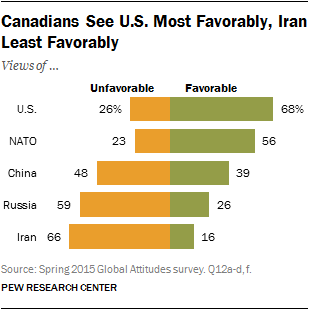 Canadians See U.S. Most Favorably, Iran
Least Favorably
Views of ...
Unfavorable Favorable
U.S. 26% 68%
NATO 23 56
China 48 39
Russia 59 26
Iran 66 16
Source: Spring 2015 Global Attitudes survey. Q12a-d, f.
PEW RESEARCH CENTER